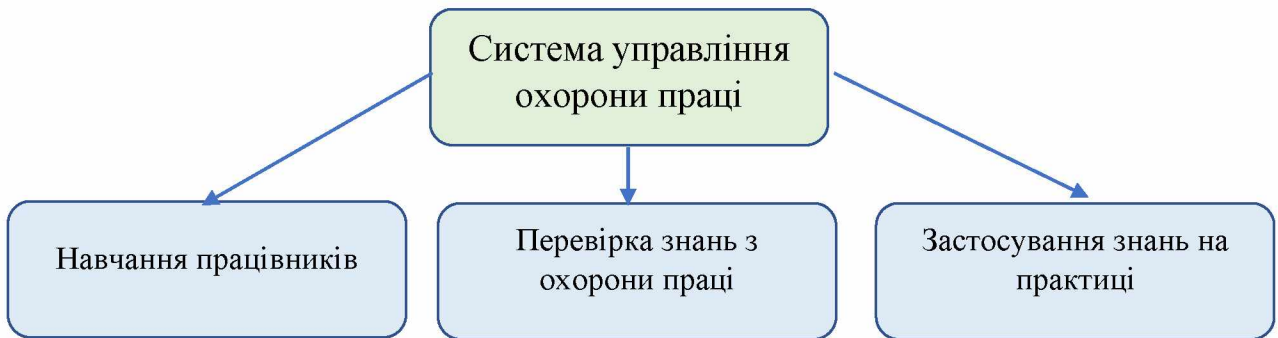 Система управління
охорони праці
Навчання працівників
Перевірка знань з
охорони праці
Застосування знань на
практиці